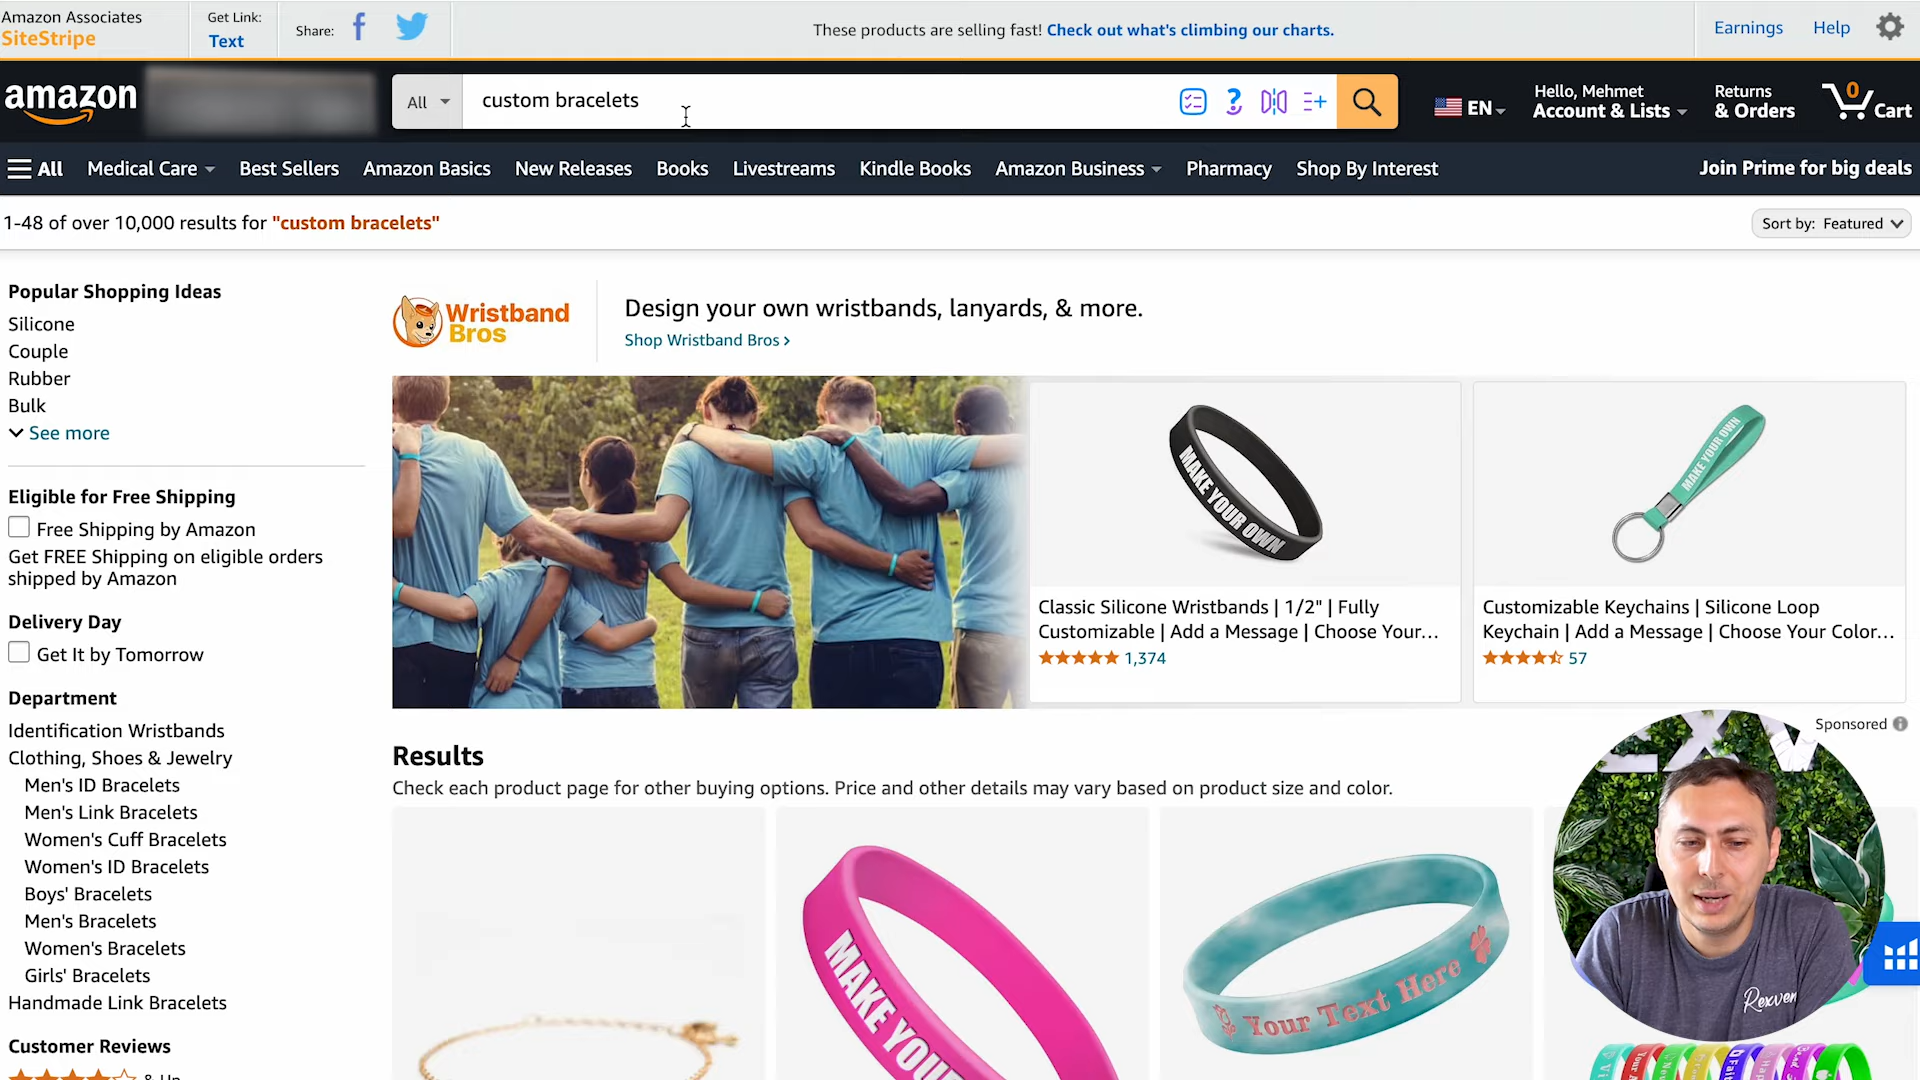 Amazon Associates
SiteStripe
Get Link:
Text
Share:
These products are selling fast! Check out what's climbing our charts.
Earnings
Help
amazon
All
custom bracelets
EN
Hello, Mehmet
Account & Lists
Returns
& Orders
0
Cart
All
Medical Care
Best Sellers
Amazon Basics
New Releases
Books
Livestreams
Kindle Books
Amazon Business
Pharmacy
Shop By Interest
Join Prime for big deals
1-48 of over 10,000 results for "custom bracelets"
Sort by: Featured
Popular Shopping Ideas
Silicone
Couple
Rubber
Bulk
See more
Eligible for Free Shipping
Free Shipping by Amazon
Get FREE Shipping on eligible orders
shipped by Amazon
Delivery Day
Get It by Tomorrow
Department
Identification Wristbands
Clothing, Shoes & Jewelry
Men's ID Bracelets
Men's Link Bracelets
Women's Cuff Bracelets
Women's ID Bracelets
Boys' Bracelets
Men's Bracelets
Women's Bracelets
Girls' Bracelets
Handmade Link Bracelets
Customer Reviews
& Up
Wristband
Bros
Design your own wristbands, lanyards, & more.
Shop Wristband Bros ›
MAKE YOUR OWN
Classic Silicone Wristbands | 1/2" | Fully
Customizable | Add a Message | Choose Your...
1,374
MAKE YOUR OWN
Customizable Keychains | Silicone Loop
Keychain | Add a Message | Choose Your Color...
57
Sponsored
Results
Check each product page for other buying options. Price and other details may vary based on product size and color.
MAKE YOUR
Your Text Here
Rexven